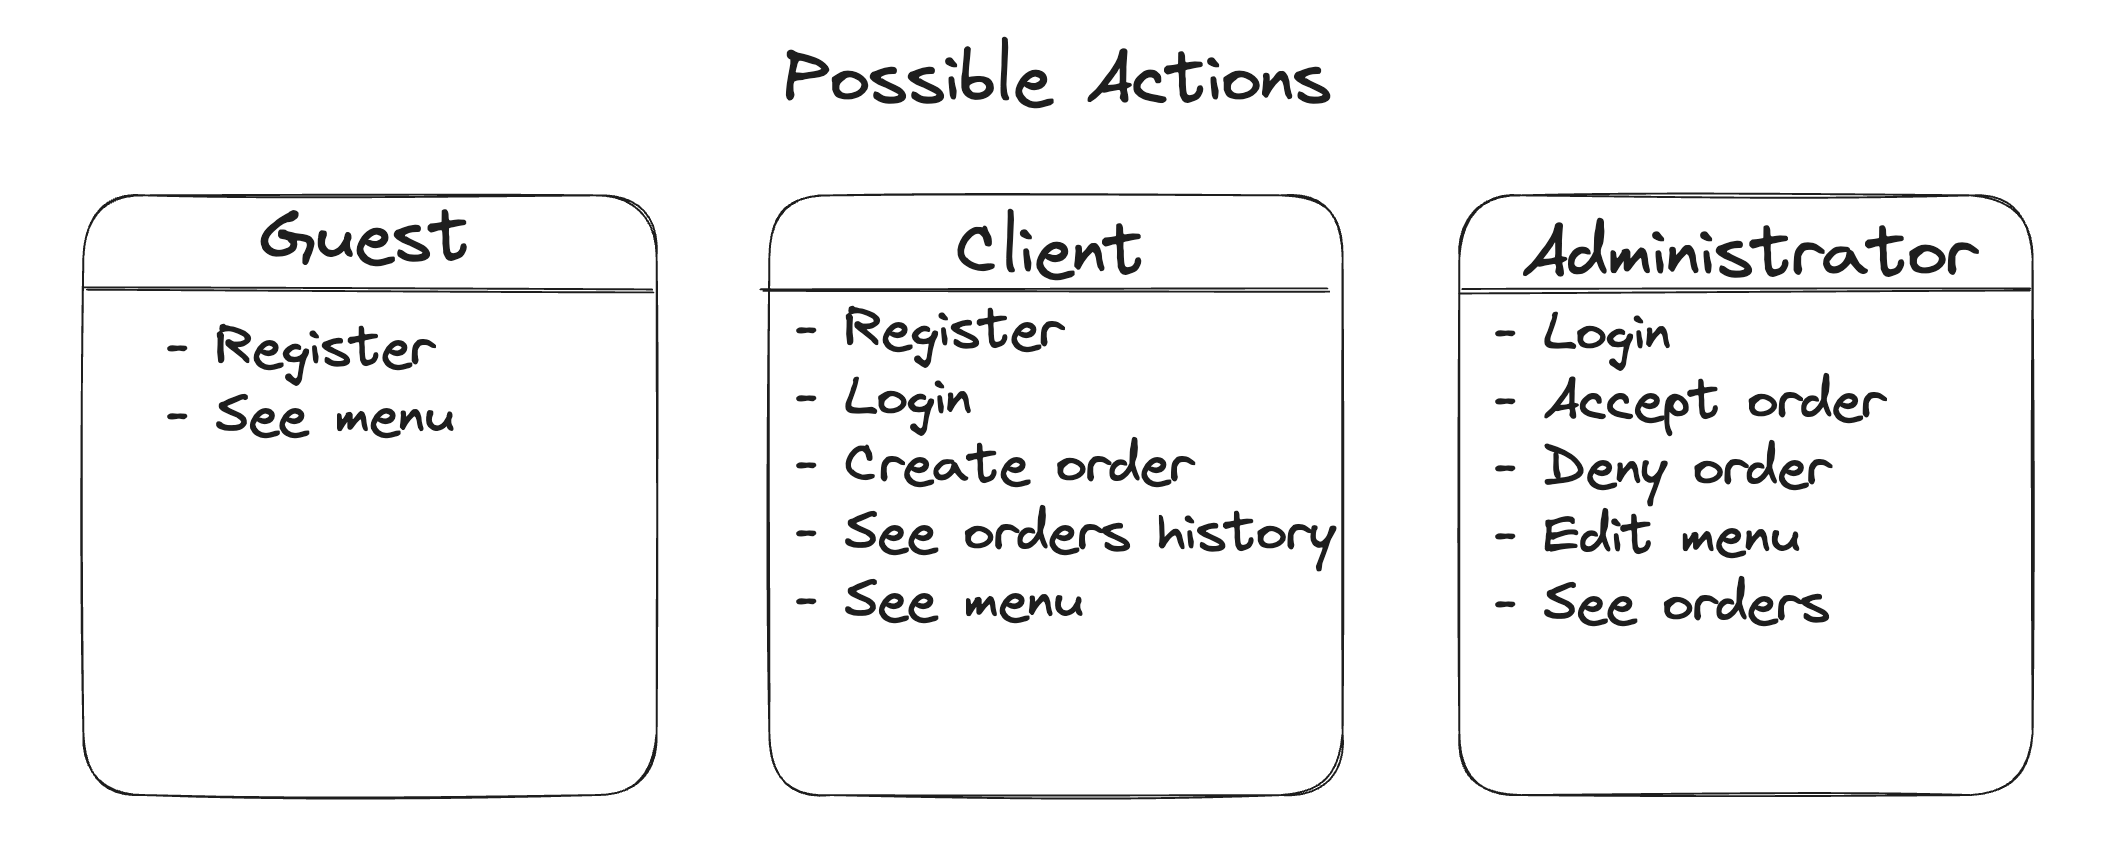 Possible Actions
Guest
- Register
- See menu
Client
- Register
- Login
- Create order
- See orders history
- See menu
Administrator
- Login
- Accept order
- Deny order
- Edit menu
- See orders